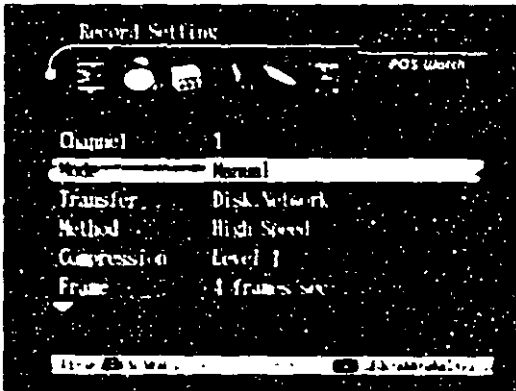 Record Setting
POS Watch
Channel 1
Mode Manual
Transfer Disk, Network
Method High Speed
Compression Level 1
Frame 4 frames/sec